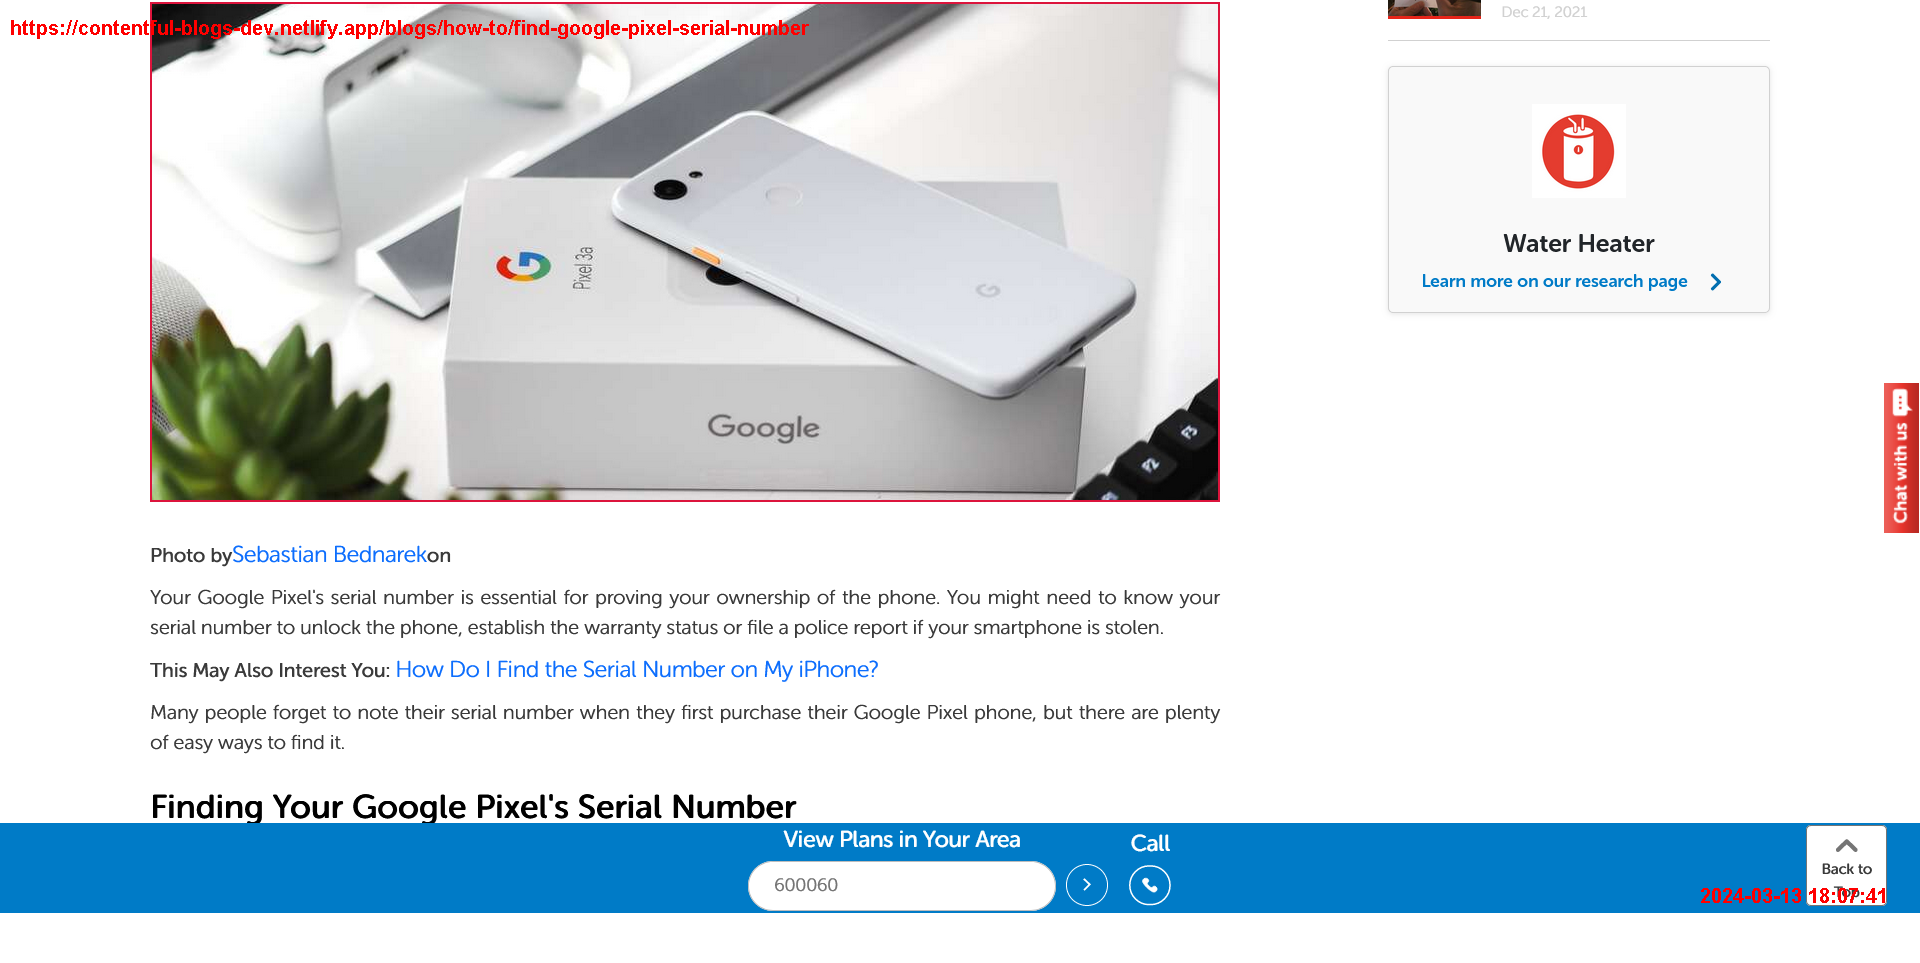 https://contentful-blogs-dev.netlify.app/blogs/how-to/find-google-pixel-serial-number
Dec 21, 2021
Pixel 3a
G
Google
F3
F2
Water Heater
Learn more on our research page
Chat with us
Photo bySebastian Bednarekon
Your Google Pixel's serial number is essential for proving your ownership of the phone. You might need to know your
serial number to unlock the phone, establish the warranty status or file a police report if your smartphone is stolen.
This May Also Interest You: How Do I Find the Serial Number on My iPhone?
Many people forget to note their serial number when they first purchase their Google Pixel phone, but there are plenty
of easy ways to find it.
Finding Your Google Pixel's Serial Number
View Plans in Your Area
600060
Call
Back to
Top
2024-03-13 18:07:41